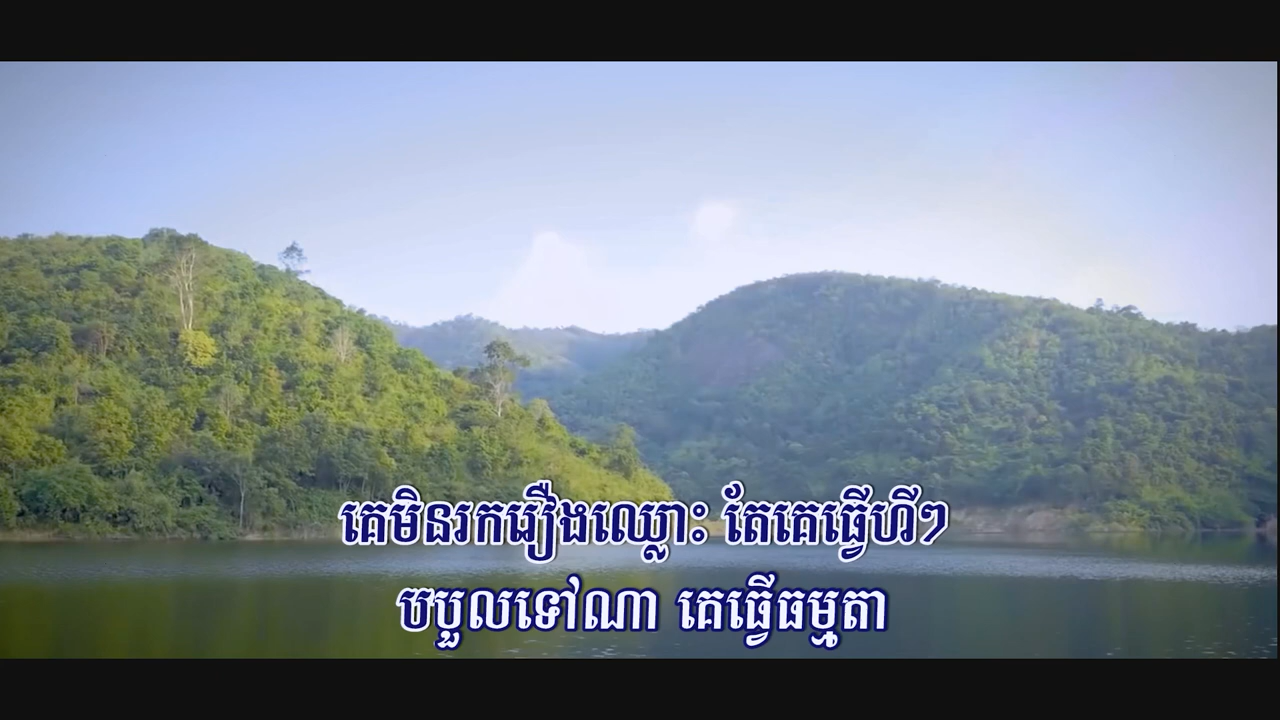 គេមិនរករឿងឈ្លោះ តែគេធ្វើហីៗ
បបួលទៅណា គេធ្វើធម្មតា